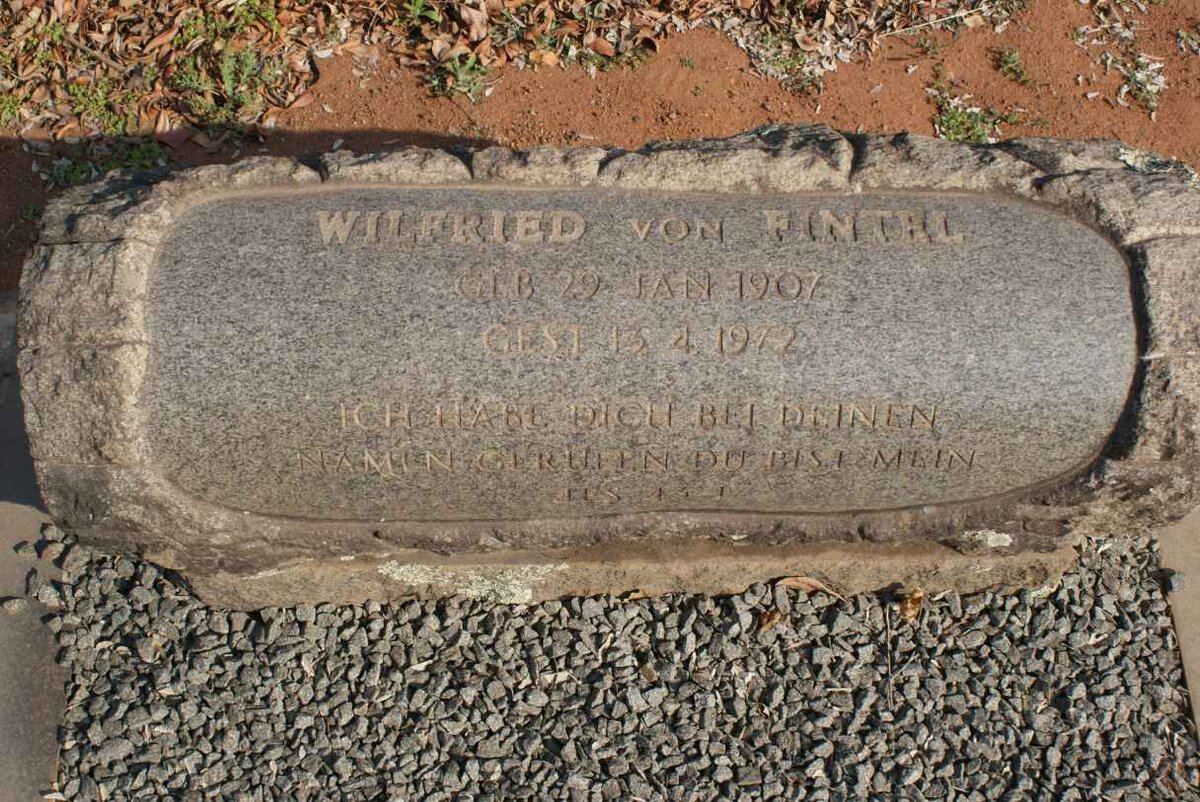 WILFRIED VON FINTEL
GEB 29 JAN 1907
GEST 13 4 1972
ICH HABE DICH BEI DEINEN
NAMEN GERUFEN DU BIST MEIN
JES 43 1